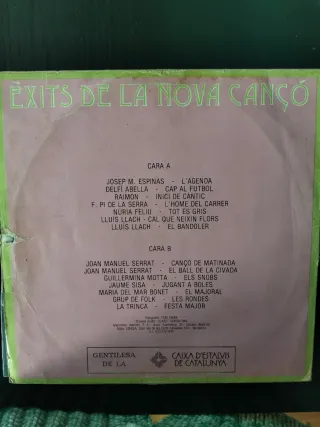 ÈXITS DE LA NOVA CANÇÓ
CARA A
JOSEP M. ESPINAS - L'AGENDA
DELFÍ ABELLA - CAP AL FUTBOL
RAIMON - INICI DE CANTIC
F. PI DE LA SERRA - L'HOME DEL CARRER
NURIA FELIU - TOT ES GRIS
LLUÍS LLACH - CAL QUE NEIXIN FLORS
LLUÍS LLACH - EL BANDOLER
CARA B
JOAN MANUEL SERRAT - CANÇÓ DE MATINADA
JOAN MANUEL SERRAT - EL BALL DE LA CIVADA
GUILLERMINA MOTTA - ELS SNOBS
JAUME SISA - JUGANT A BOLES
MARIA DEL MAR BONET - EL MAJORAL
GRUP DE FOLK - LES RONDES
LA TRINCA - FESTA MAJOR
GENTILESA
DE LA
CAIXA D'ESTALVIS
DE CATALUNYA